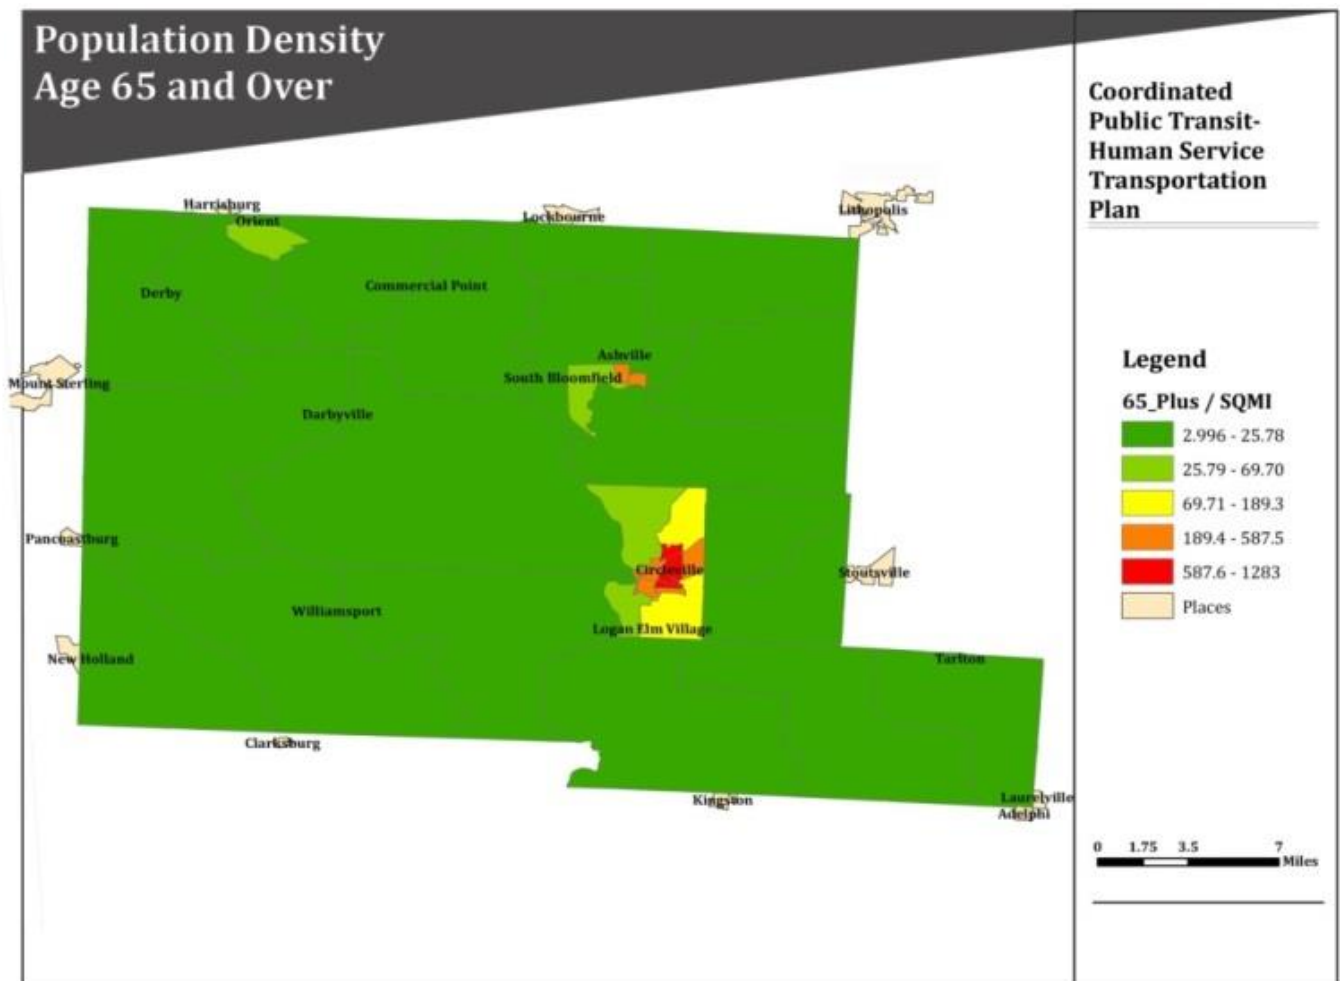 Population Density
Age 65 and Over
Coordinated
Public Transit-
Human Service
Transportation
Plan
Harrisburg
Orient
Lockbourne
Lithopolis
Derby
Commercial Point
Ashville
South Bloomfield
Mount Sterling
Darbyville
Pancoastburg
Circleville
Stoutsville
Williamsport
Logan Elm Village
New Holland
Tarlton
Clarksburg
Kingston
Laurelville
Adelphi
Legend
65_Plus / SQMI
2.996 - 25.78
25.79 - 69.70
69.71 - 189.3
189.4 - 587.5
587.6 - 1283
Places
0 1.75 3.5 7
Miles